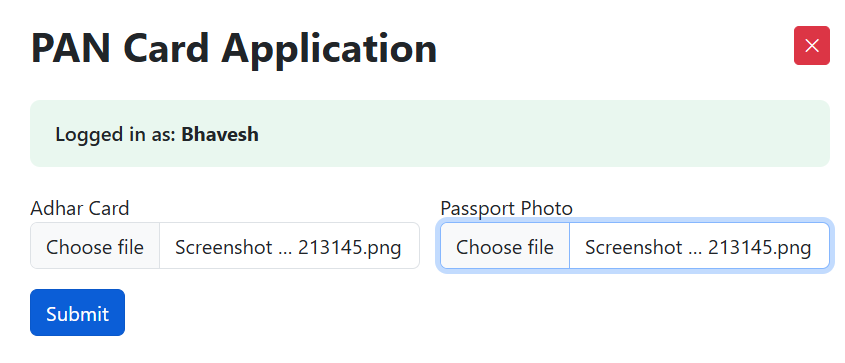 PAN Card Application
Logged in as: Bhavesh
Adhar Card
Passport Photo
Choose file Screenshot ... 213145.png
Choose file Screenshot ... 213145.png
Submit